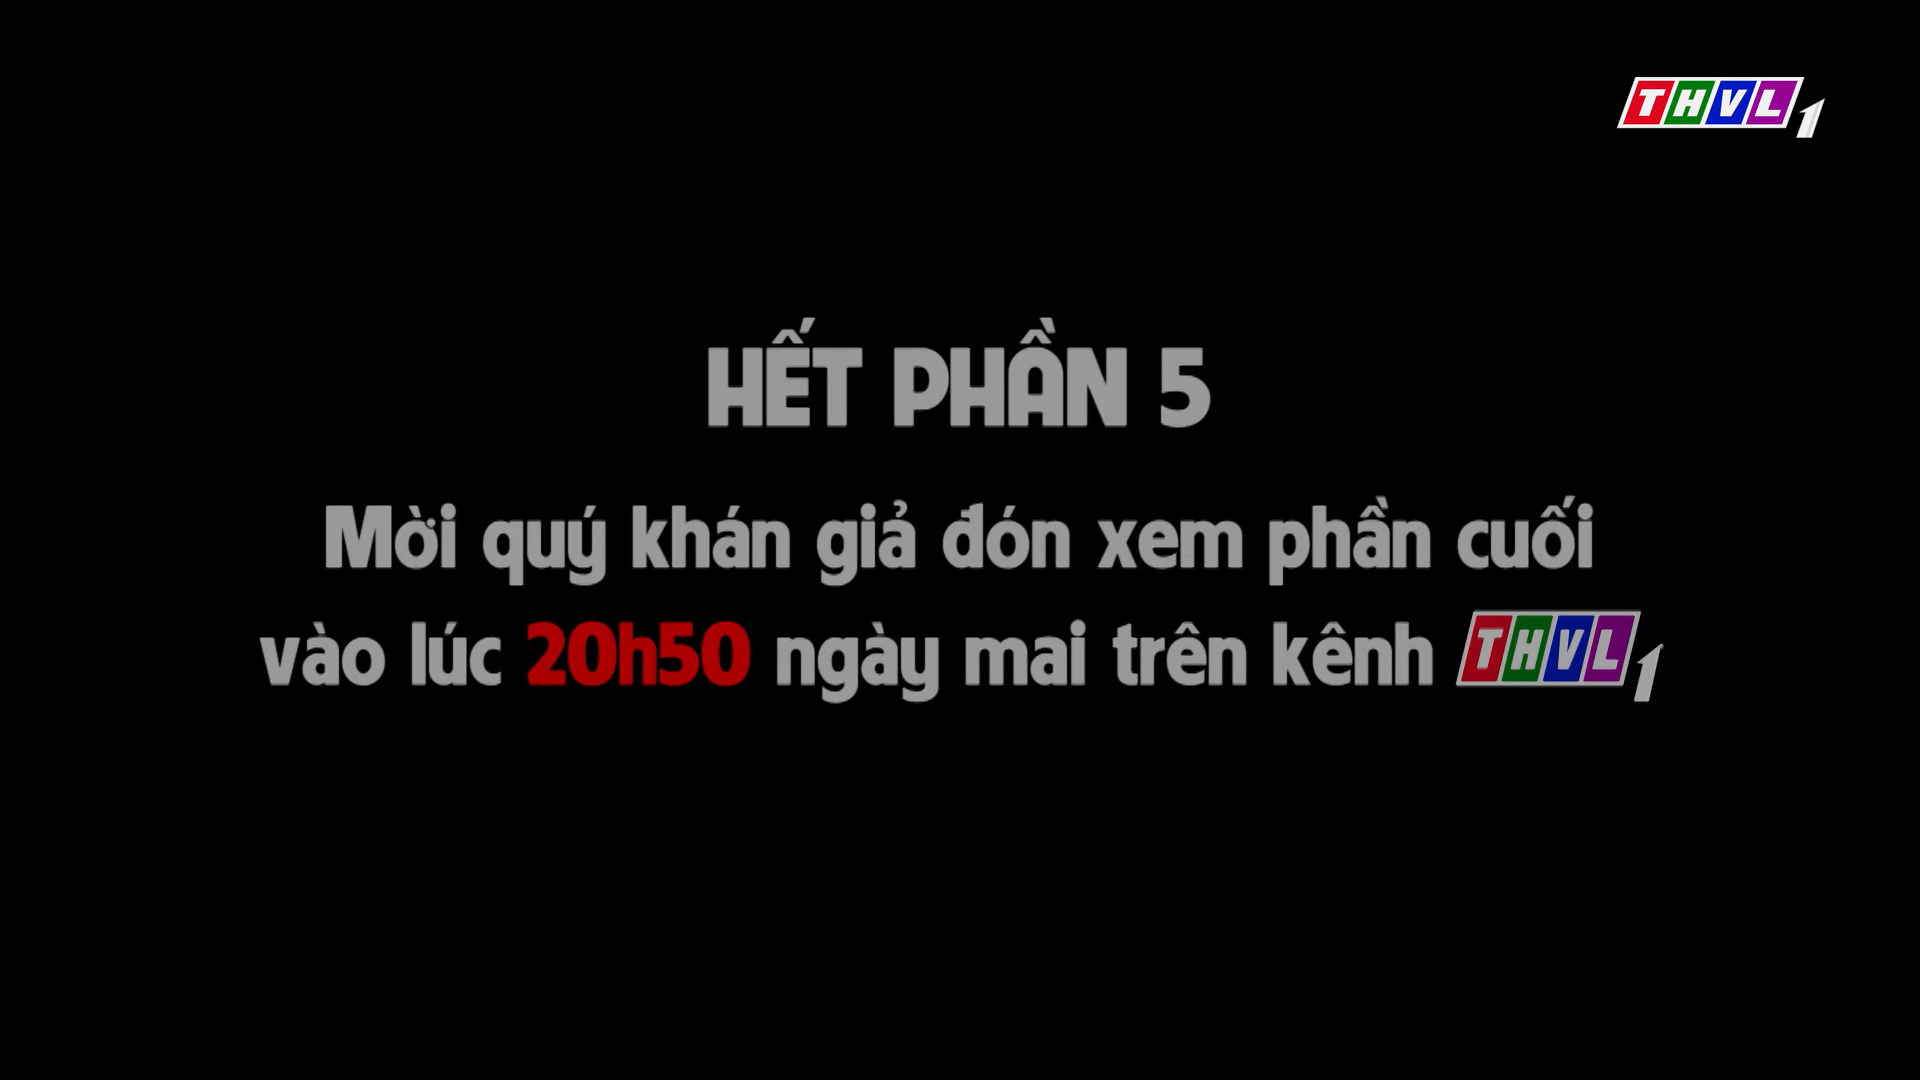 THVL1
HẾT PHẦN 5
Mời quý khán giả đón xem phần cuối
vào lúc 20h50 ngày mai trên kênh THVL1